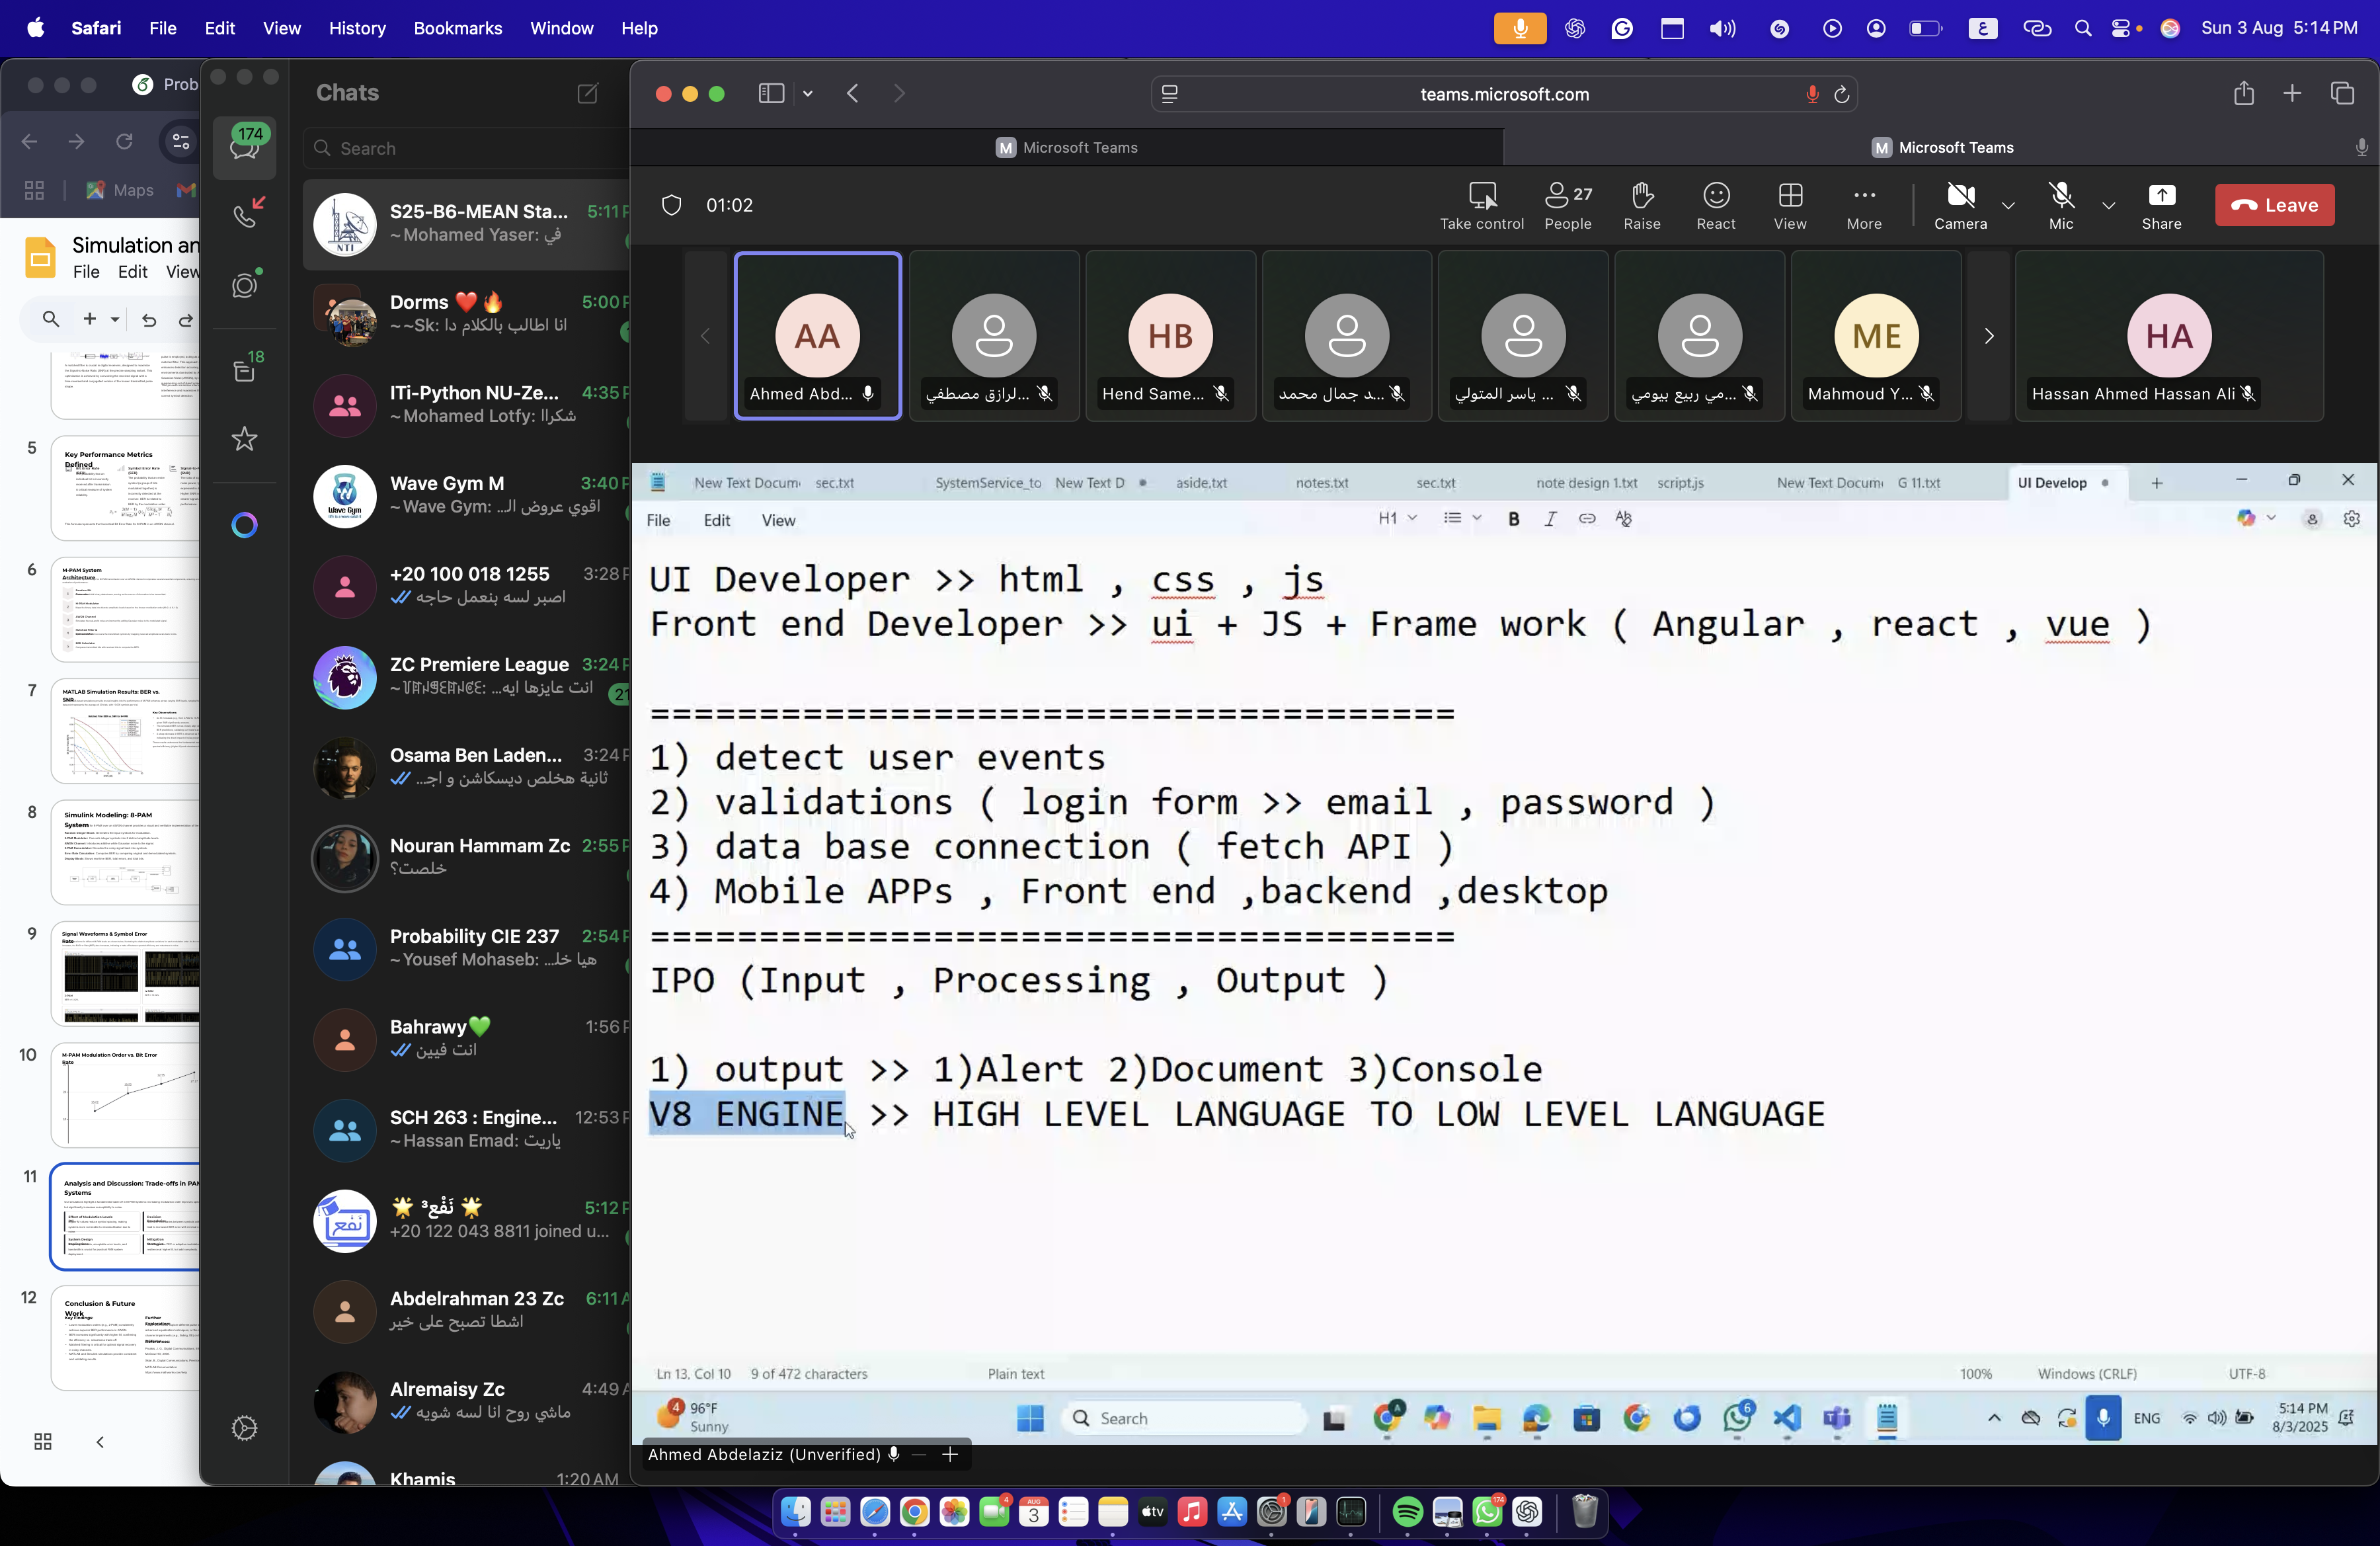 Safari File Edit View History Bookmarks Window Help
ع
Sun 3 Aug 5:14 PM
Prob
Maps
Simulation an
File Edit View
5
Key Performance Metrics
Defined
6
M-PAM System
Architecture
7
MATLAB Simulation Results: BER vs.
SNR
8
Simulink Modeling: 8-PAM
System
9
Signal Waveforms & Symbol Error
Rate
10
M-PAM Modulation Order vs. Bit Error
Rate
11
Analysis and Discussion: Trade-offs in PAM
Systems
12
Conclusion & Future
Work
174
18
Chats
Search
S25-B6-MEAN Sta... 5:11 P
~ Mohamed Yaser: في
NTI
Dorms ❤️🔥 5:00 P
~ ~Sk: انا اطالب بالكلام دا
ITi-Python NU-Ze... 4:35 P
~ Mohamed Lotfy: شكراا
Wave Gym M 3:40 P
~ Wave Gym: اقوي عروض الـ...
Wave Gym
+20 100 018 1255 3:28 P
اصبر لسه بنعمل حاجه
ZC Premiere League 3:24 P
انت عايزها ايه...
21
Osama Ben Laden... 3:24 P
ثانية هخلص ديسكاشن و اجـ...
Nouran Hammam Zc 2:55 P
خلصت؟
Probability CIE 237 2:54 P
~ Yousef Mohaseb: هيا خلـ...
Bahrawy💚 1:56 P
انت فيين
SCH 263 : Engine... 12:53 P
~ Hassan Emad: ياريت
🌟 نَفْع³ 🌟 5:12 P
+20 122 043 8811 joined u...
نفع
Abdelrahman 23 Zc 6:11 A
اشطا تصبح على خير
Alremaisy Zc 4:49 A
ماشي روح انا لسه شويه
Khamis 1:20 AM
teams.microsoft.com
M Microsoft Teams
M Microsoft Teams
01:02
27
Take control People Raise React View More Camera Mic Share Leave
AA
Ahmed Abd...
...لرازق مصطفي
HB
Hend Same...
...د جمال محمد
ياسر المتولي ...
...مي ربيع بيومي
ME
Mahmoud Y...
HA
Hassan Ahmed Hassan Ali
New Text Docum sec.txt SystemService_to New Text D aside.txt notes.txt sec.txt note design 1.txt script.js New Text Docum G 11.txt UI Develop
File Edit View H1 B I
UI Developer >> html , css , js
Front end Developer >> ui + JS + Frame work ( Angular , react , vue )
=====================================
1) detect user events
2) validations ( login form >> email , password )
3) data base connection ( fetch API )
4) Mobile APPs , Front end ,backend ,desktop
=====================================
IPO (Input , Processing , Output )
1) output >> 1)Alert 2)Document 3)Console
V8 ENGINE >> HIGH LEVEL LANGUAGE TO LOW LEVEL LANGUAGE
Ln 13, Col 10 9 of 472 characters Plain text 100% Windows (CRLF) UTF-8
4 96°F
Sunny
Search
6
ENG
5:14 PM
8/3/2025
Ahmed Abdelaziz (Unverified)
4
AUG
3
tv
1
174